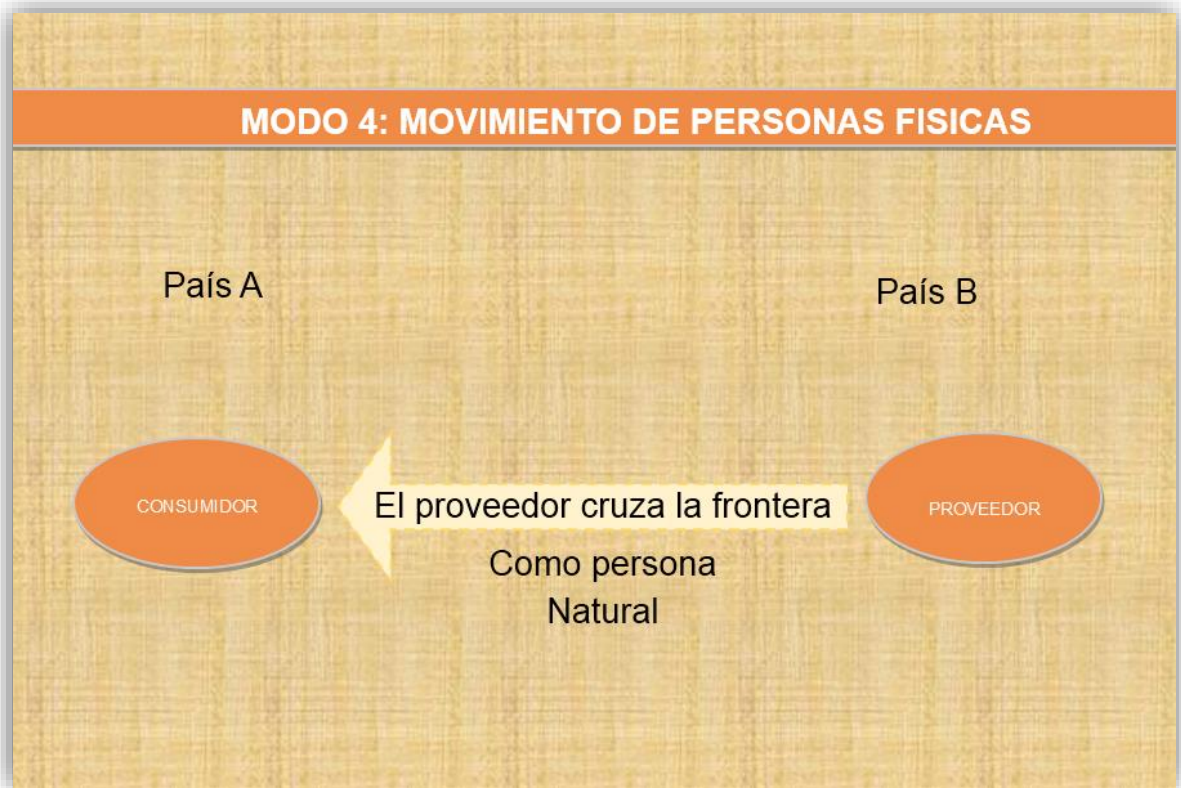 MODO 4: MOVIMIENTO DE PERSONAS FISICAS
País A
País B
CONSUMIDOR
El proveedor cruza la frontera
PROVEEDOR
Como persona
Natural